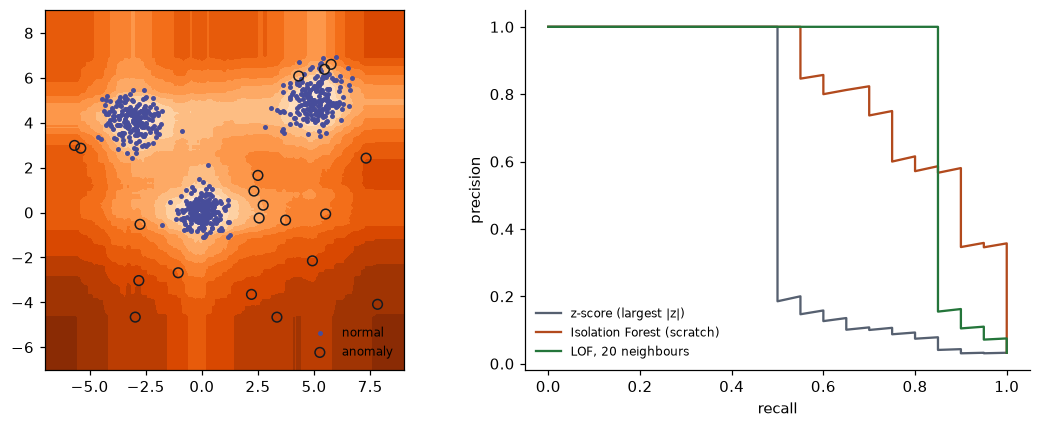 8
6
4
2
0
−2
−4
−6
−5.0 −2.5 0.0 2.5 5.0 7.5
normal
anomaly
precision
1.0
0.8
0.6
0.4
0.2
0.0
z-score (largest |z|)
Isolation Forest (scratch)
LOF, 20 neighbours
0.0 0.2 0.4 0.6 0.8 1.0
recall